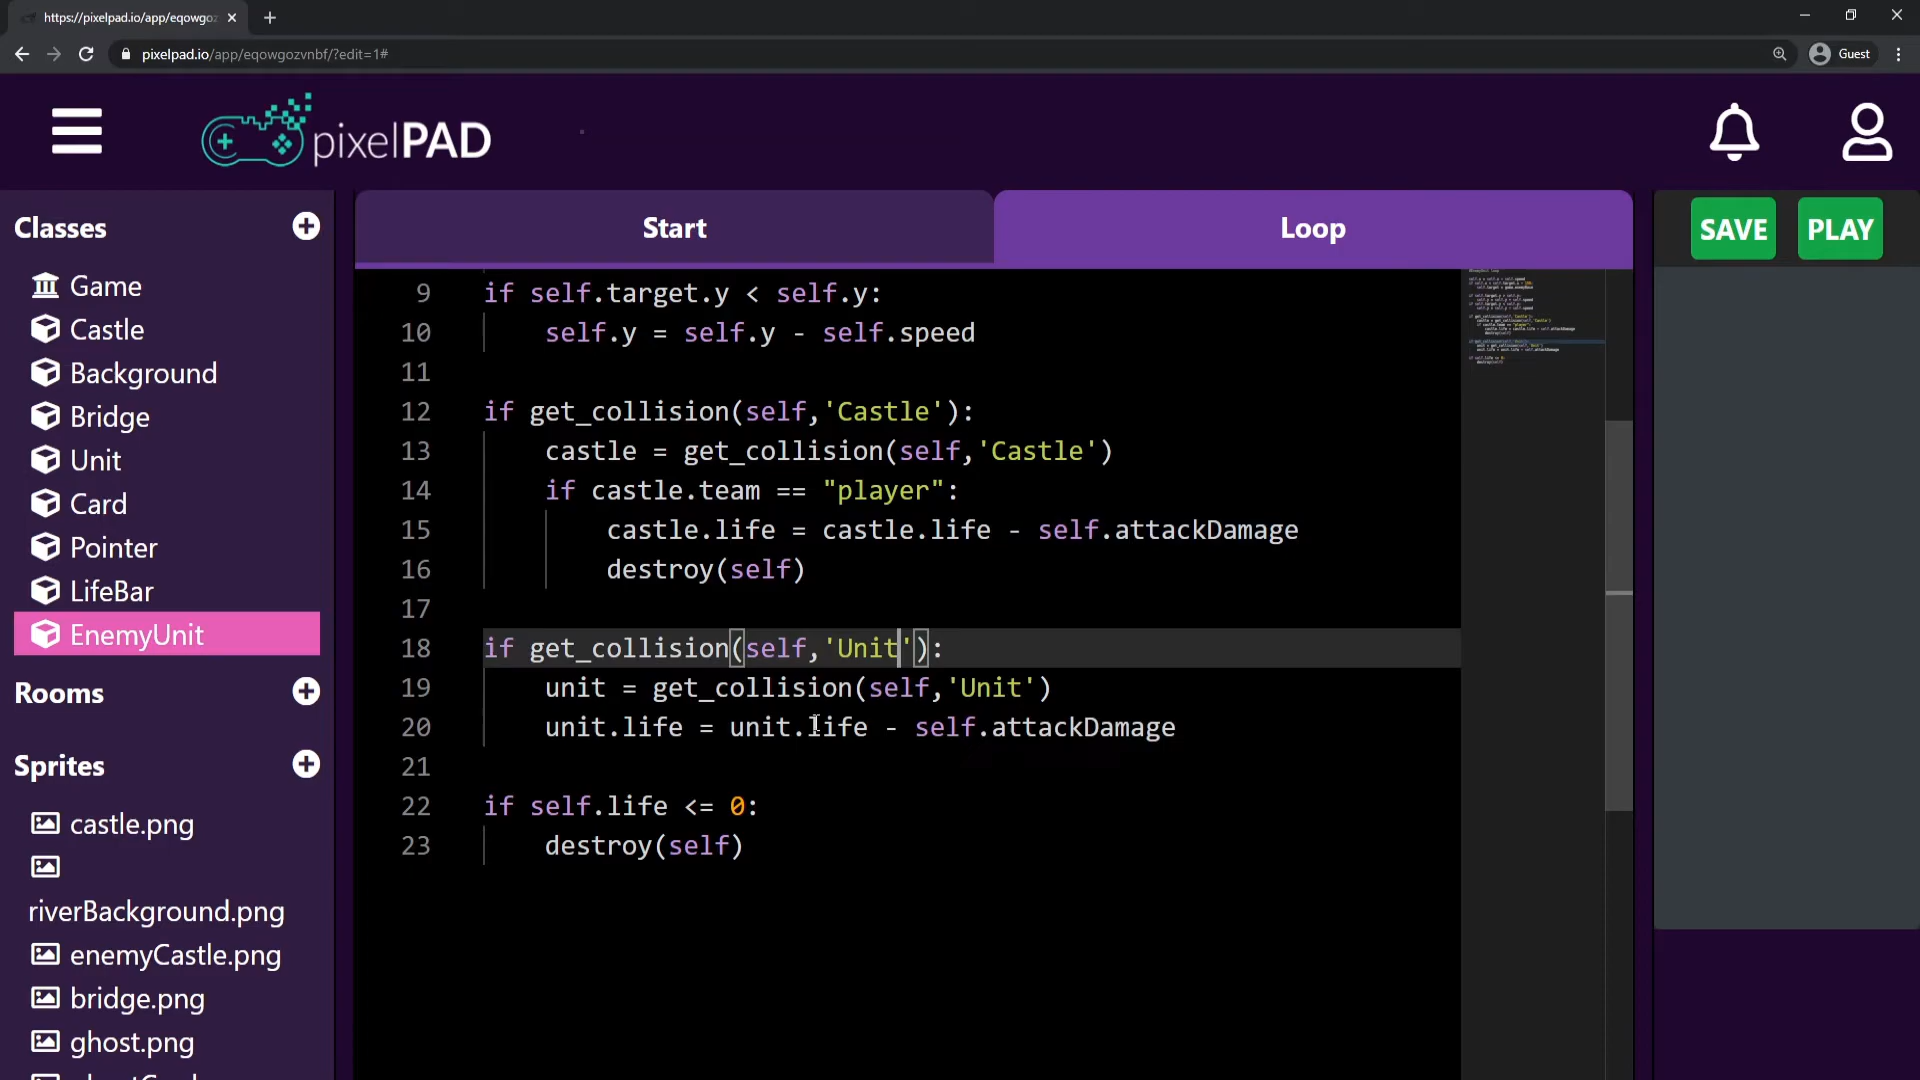 https://pixelpad.io/app/eqowgoz
pixelpad.io/app/eqowgozvnbf/?edit=1#
Guest
pixelPAD
Classes
Game
Castle
Background
Bridge
Unit
Card
Pointer
LifeBar
EnemyUnit
Rooms
Sprites
castle.png
riverBackground.png
enemyCastle.png
bridge.png
ghost.png
Start
Loop
SAVE
PLAY
9 if self.target.y < self.y:
10 self.y = self.y - self.speed
11
12 if get_collision(self,'Castle'):
13 castle = get_collision(self,'Castle')
14 if castle.team == "player":
15 castle.life = castle.life - self.attackDamage
16 destroy(self)
17
18 if get_collision(self,'Unit'):
19 unit = get_collision(self,'Unit')
20 unit.life = unit.life - self.attackDamage
21
22 if self.life <= 0:
23 destroy(self)